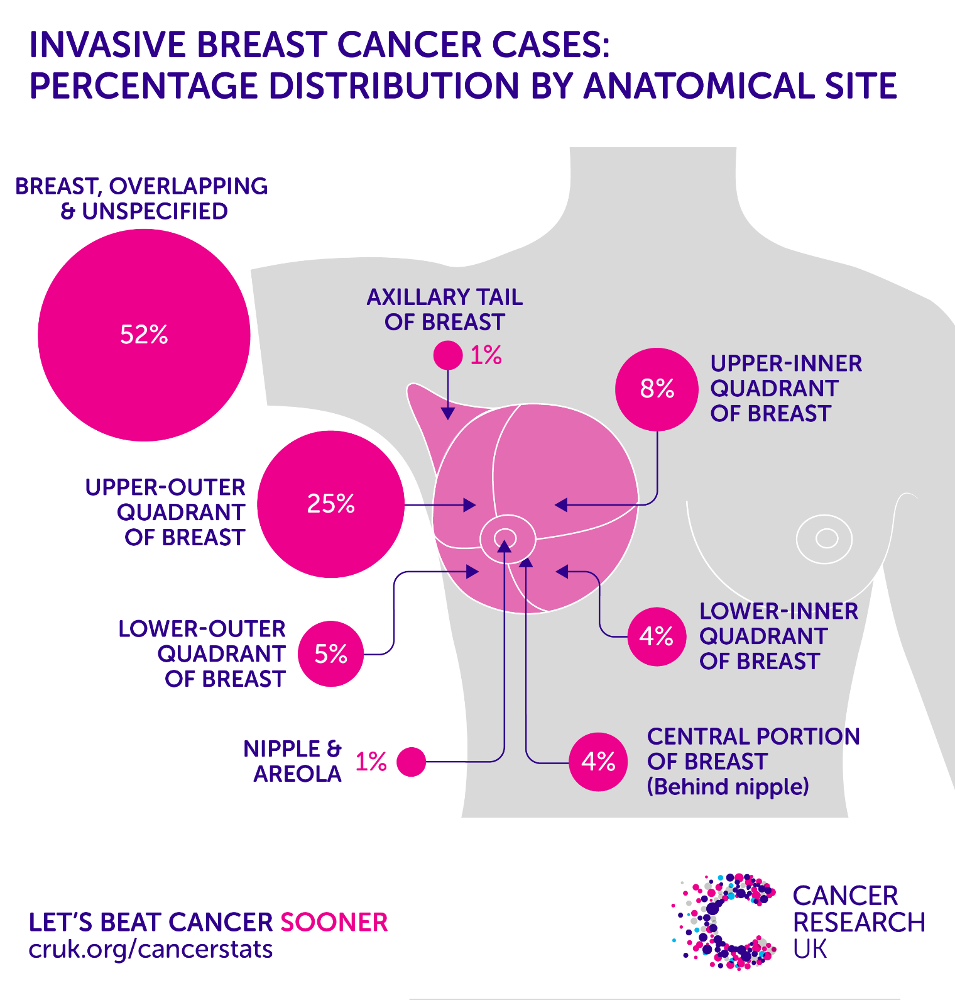 INVASIVE BREAST CANCER CASES:
PERCENTAGE DISTRIBUTION BY ANATOMICAL SITE
BREAST, OVERLAPPING
& UNSPECIFIED
52%
AXILLARY TAIL
OF BREAST
1%
UPPER-INNER
QUADRANT
OF BREAST
8%
UPPER-OUTER
QUADRANT
OF BREAST
25%
LOWER-OUTER
QUADRANT
OF BREAST
5%
LOWER-INNER
QUADRANT
OF BREAST
4%
NIPPLE &
AREOLA
1%
CENTRAL PORTION
OF BREAST
(Behind nipple)
4%
LET'S BEAT CANCER SOONER
cruk.org/cancerstats
CANCER
RESEARCH
UK